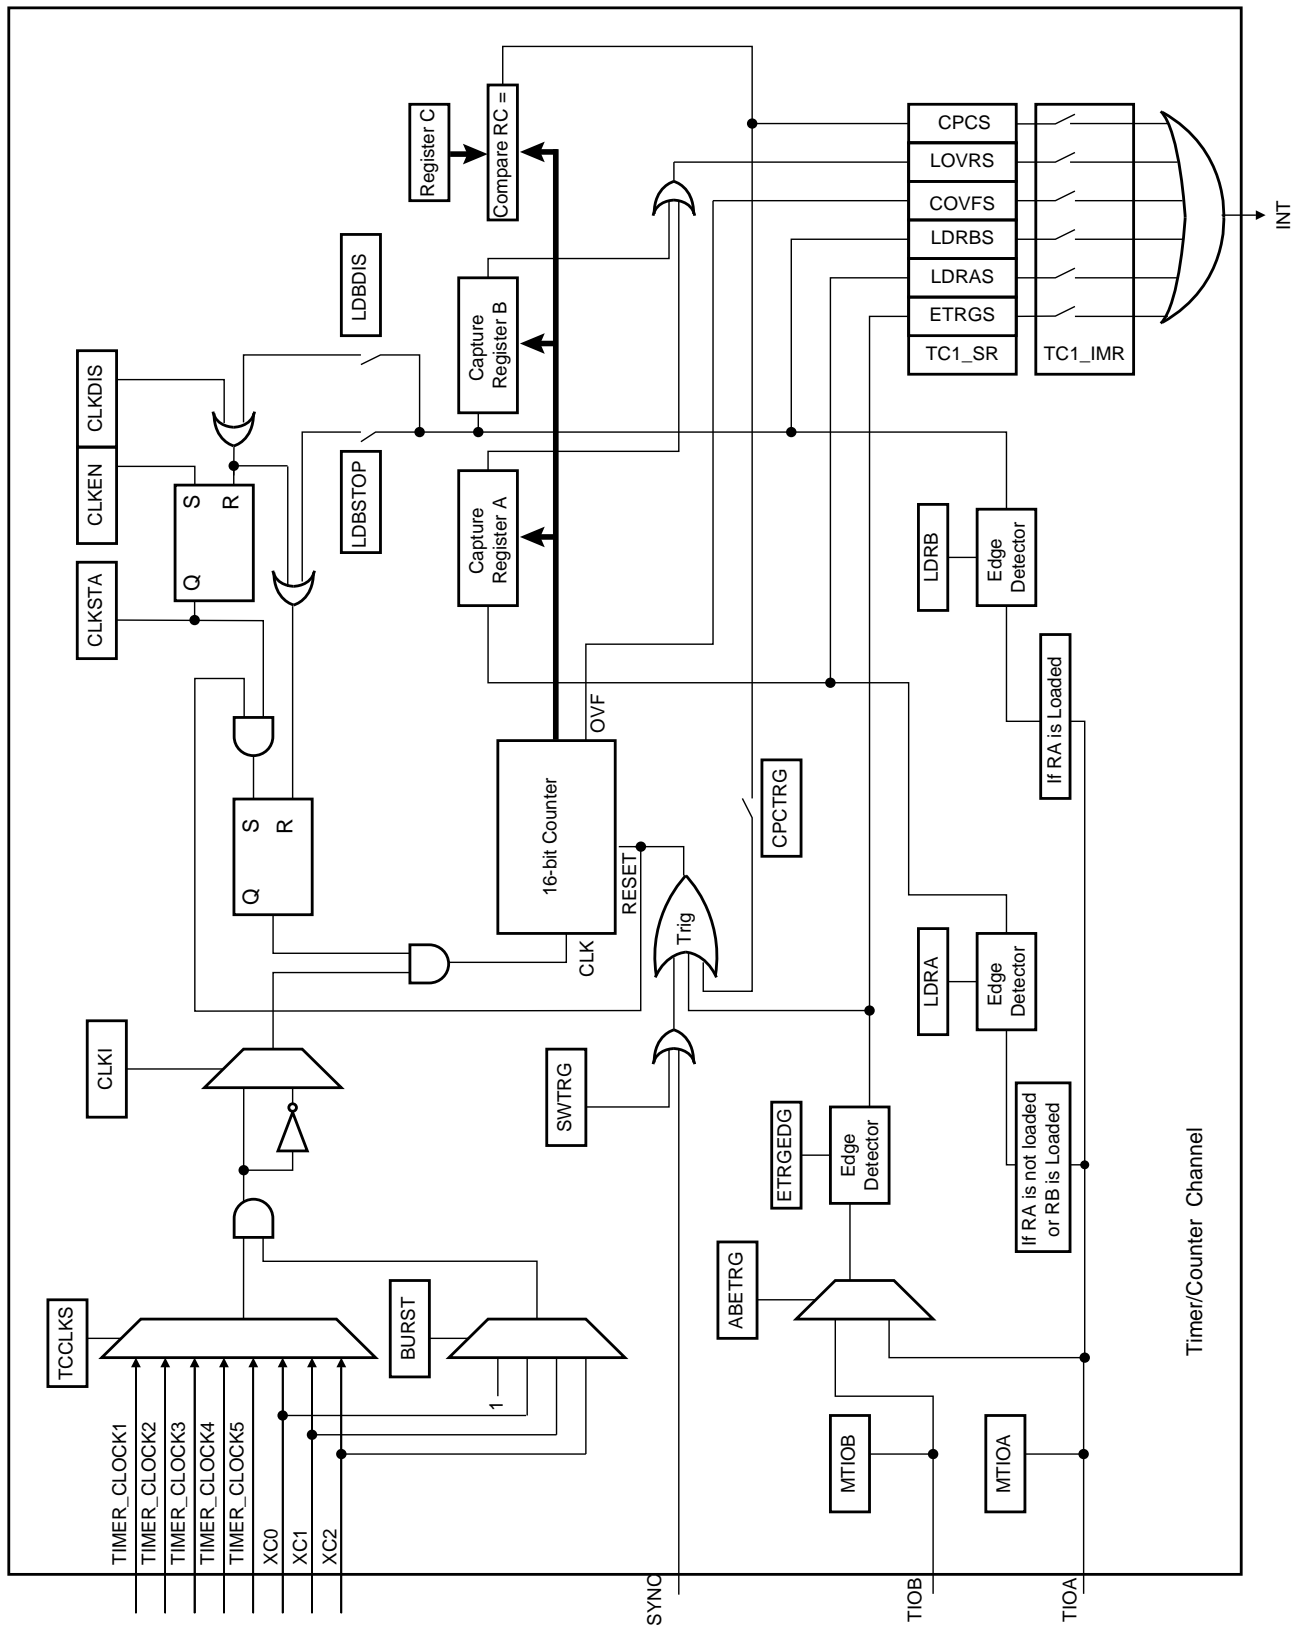 TCCLKS
TIMER_CLOCK1
TIMER_CLOCK2
TIMER_CLOCK3
TIMER_CLOCK4
TIMER_CLOCK5
XC0
XC1
XC2
CLKI
CLKSTA
CLKEN
CLKDIS
Q
S
R
Q
S
R
BURST
1
LDBSTOP
LDBDIS
Register C
Compare RC =
Capture
Register A
Capture
Register B
16-bit Counter
CLK
OVF
RESET
SWTRG
SYNC
Trig
CPCTRG
ABETRG
ETRGEDG
Edge
Detector
MTIOB
TIOB
MTIOA
TIOA
LDRA
Edge
Detector
If RA is not loaded
or RB is Loaded
LDRB
Edge
Detector
If RA is Loaded
CPCS
LOVRS
COVFS
LDRBS
LDRAS
ETRGS
TC1_SR
TC1_IMR
INT
Timer/Counter Channel